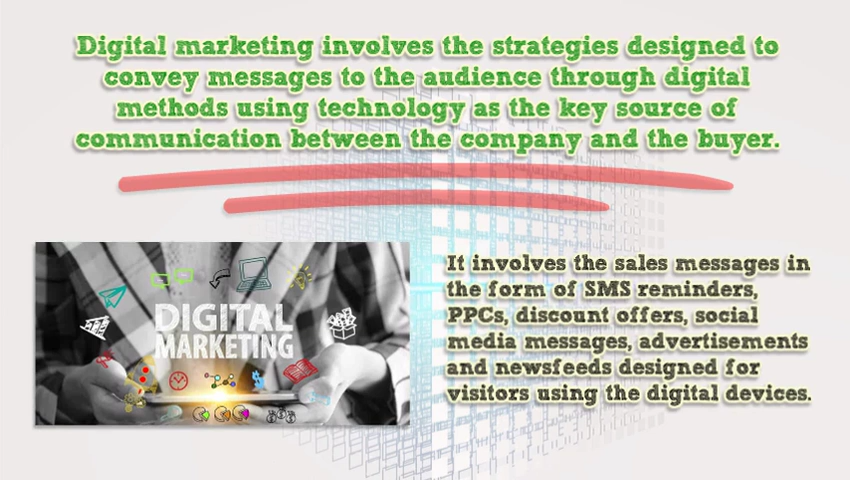 Digital marketing involves the strategies designed to
convey messages to the audience through digital
methods using technology as the key source of
communication between the company and the buyer.
DIGITAL
MARKETING
It involves the sales messages in
the form of SMS reminders,
PPCs, discount offers, social
media messages, advertisements
and newsfeeds designed for
visitors using the digital devices.